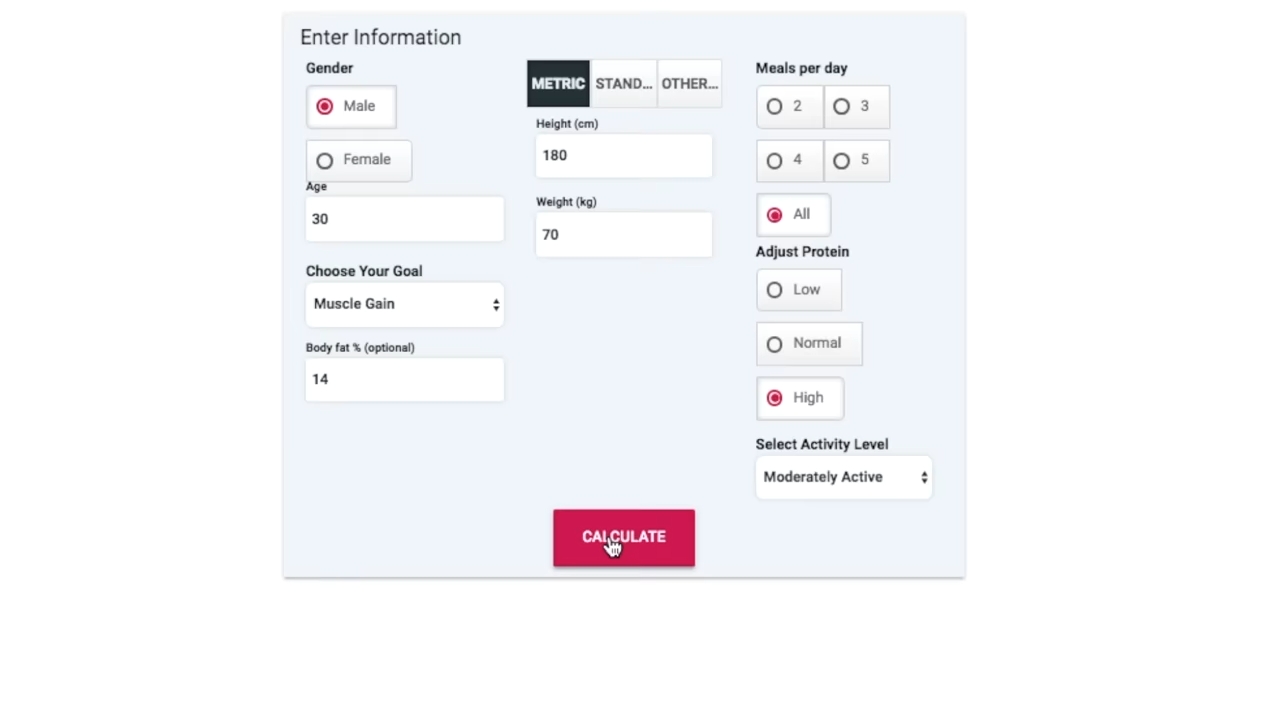 Enter Information
Gender
Male
Female
Age
30
Choose Your Goal
Muscle Gain
Body fat % (optional)
14
METRIC STAND... OTHER...
Height (cm)
180
Weight (kg)
70
Meals per day
2 3
4 5
All
Adjust Protein
Low
Normal
High
Select Activity Level
Moderately Active
CALCULATE